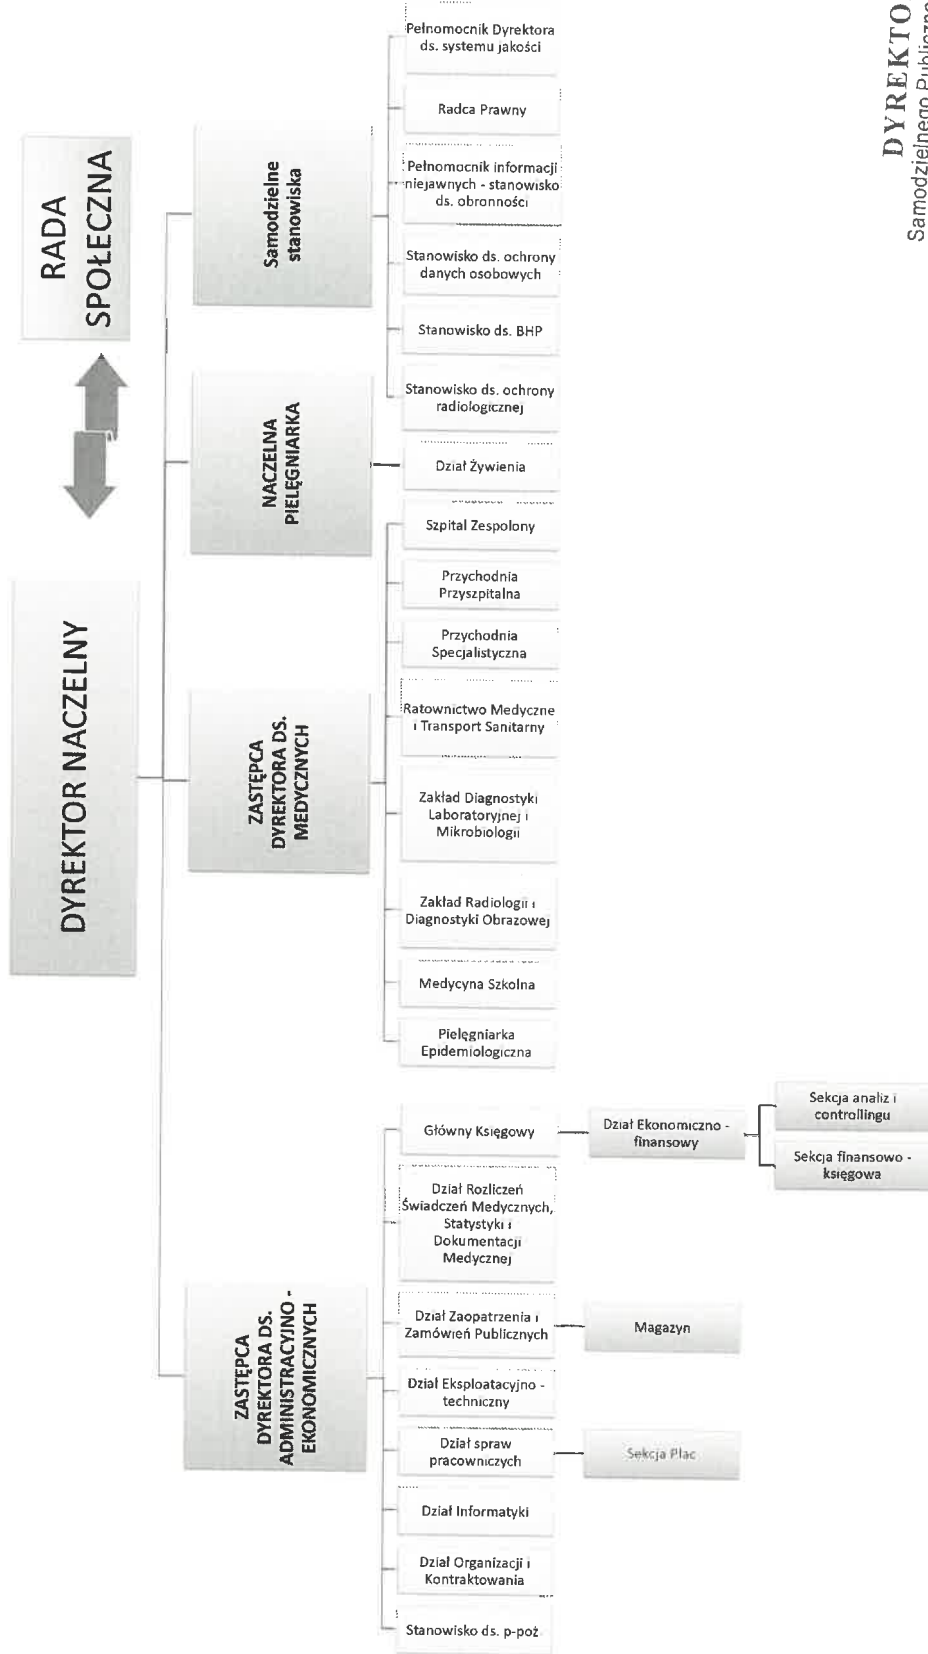 RADA
SPOŁECZNA
DYREKTOR NACZELNY
Samodzielne
stanowiska
NACZELNA
PIELĘGNIARKA
ZASTĘPCA
DYREKTORA DS.
MEDYCZNYCH
ZASTĘPCA
DYREKTORA DS.
ADMINISTRACYJNO -
EKONOMICZNYCH
Pełnomocnik Dyrektora
ds. systemu jakości
Radca Prawny
Pełnomocnik informacji
niejawnych - stanowisko
ds. obronności
Stanowisko ds. ochrony
danych osobowych
Stanowisko ds. BHP
Stanowisko ds. ochrony
radiologicznej
Dział Żywienia
Szpital Zespolony
Przychodnia
Przyszpitalna
Przychodnia
Specjalistyczna
Ratownictwo Medyczne
i Transport Sanitarny
Zakład Diagnostyki
Laboratoryjnej i
Mikrobiologii
Zakład Radiologii i
Diagnostyki Obrazowej
Medycyna Szkolna
Pielęgniarka
Epidemiologiczna
Główny Księgowy
Dział Ekonomiczno -
finansowy
Sekcja analiz i
controllingu
Sekcja finansowo -
księgowa
Dział Rozliczeń
Świadczeń Medycznych,
Statystyki i
Dokumentacji
Medycznej
Dział Zaopatrzenia i
Zamówień Publicznych
Magazyn
Dział Eksploatacyjno -
techniczny
Dział spraw
pracowniczych
Sekcja Płac
Dział Informatyki
Dział Organizacji i
Kontraktowania
Stanowisko ds. p-poż
DYREKTO
Samodzielnego Publiczne